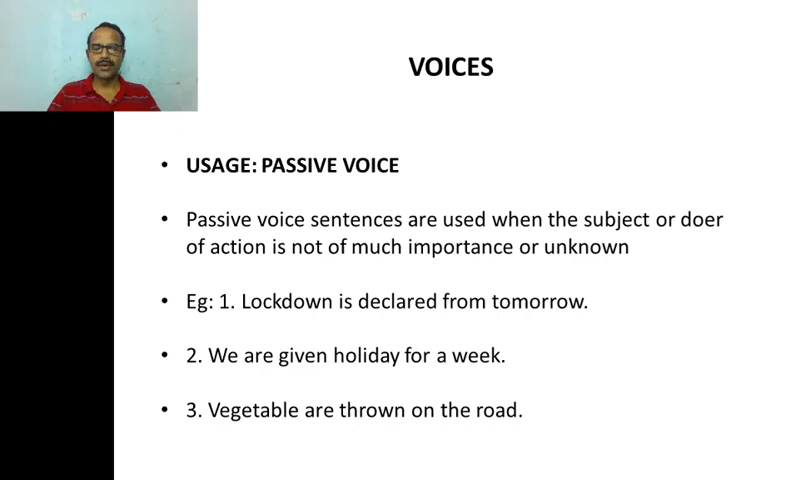 VOICES
• USAGE: PASSIVE VOICE
• Passive voice sentences are used when the subject or doer
of action is not of much importance or unknown
• Eg: 1. Lockdown is declared from tomorrow.
• 2. We are given holiday for a week.
• 3. Vegetable are thrown on the road.